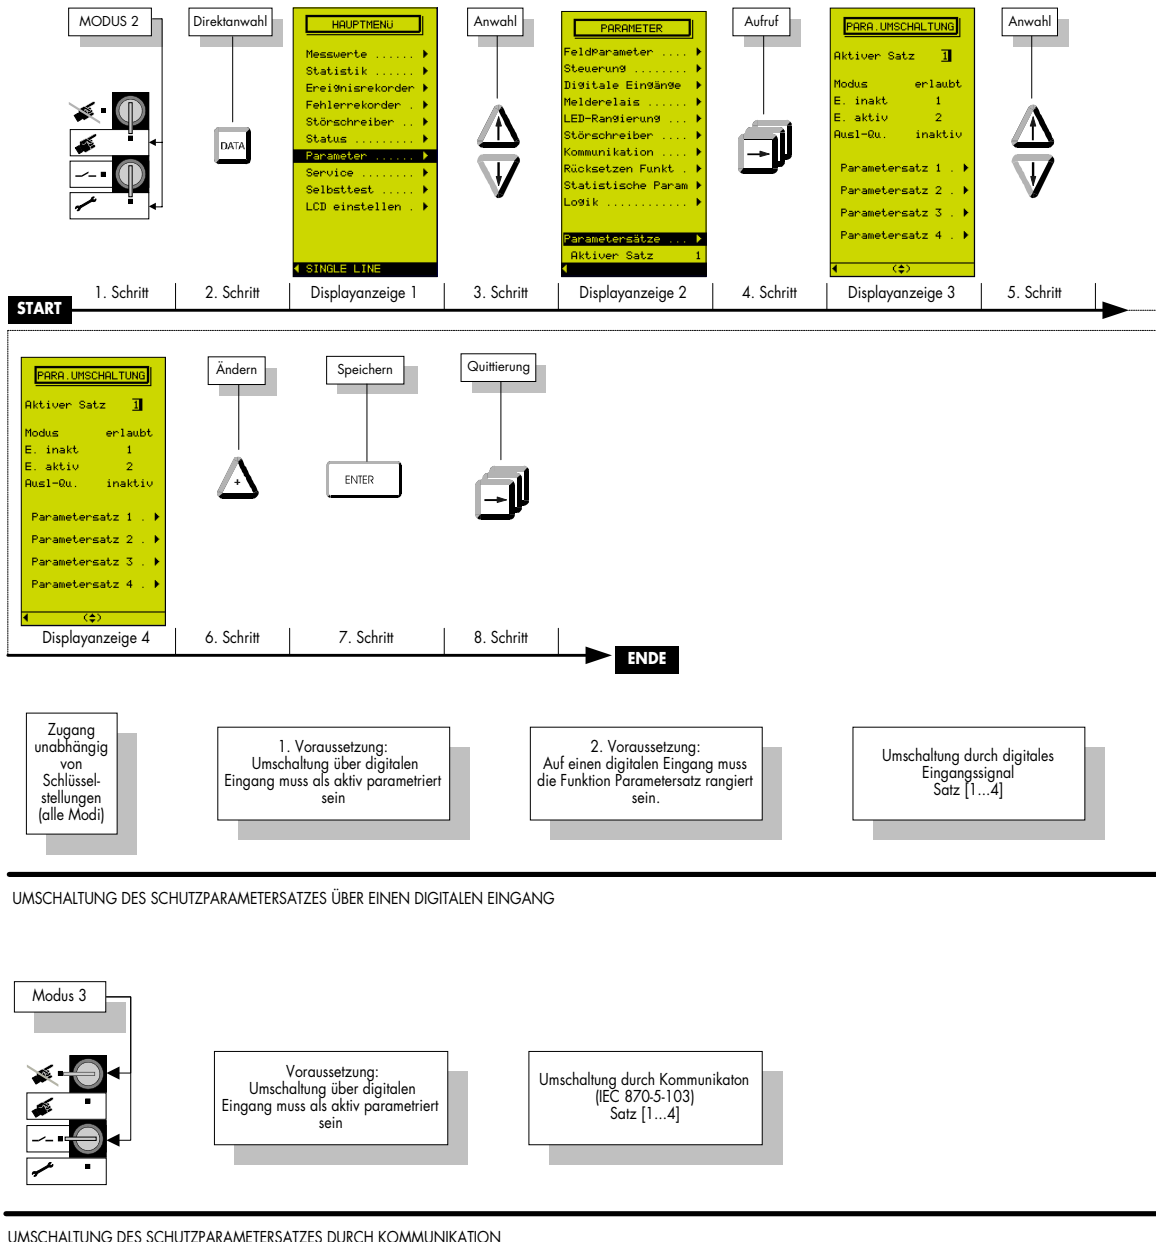 MODUS 2
Direktanwahl
DATA
HAUPTMENü
Messwerte ......
Statistik ......
Ereignisrekorder
Fehlerrekorder .
Störschreiber ..
Status .........
Parameter ......
Service ........
Selbsttest .....
LCD einstellen .
SINGLE LINE
Anwahl
PARAMETER
Feldparameter ....
Steuerung ........
Digitale Eingänge
Melderelais ......
LED-Rangierung ...
Störschreiber ....
Kommunikation ....
Rücksetzen Funkt .
Statistische Param
Logik ............
Parametersätze ...
Aktiver Satz 1
Aufruf
PARA.UMSCHALTUNG
Aktiver Satz 1
Modus erlaubt
E. inakt 1
E. aktiv 2
Ausl-Qu. inaktiv
Parametersatz 1 .
Parametersatz 2 .
Parametersatz 3 .
Parametersatz 4 .
Anwahl
START
1. Schritt
2. Schritt
Displayanzeige 1
3. Schritt
Displayanzeige 2
4. Schritt
Displayanzeige 3
5. Schritt
PARA.UMSCHALTUNG
Aktiver Satz 1
Modus erlaubt
E. inakt 1
E. aktiv 2
Ausl-Qu. inaktiv
Parametersatz 1 .
Parametersatz 2 .
Parametersatz 3 .
Parametersatz 4 .
Ändern
+
Speichern
ENTER
Quittierung
Displayanzeige 4
6. Schritt
7. Schritt
8. Schritt
ENDE
Zugang
unabhängig
von
Schlüssel-
stellungen
(alle Modi)
1. Voraussetzung:
Umschaltung über digitalen
Eingang muss als aktiv parametriert
sein
2. Voraussetzung:
Auf einen digitalen Eingang muss
die Funktion Parametersatz rangiert
sein.
Umschaltung durch digitales
Eingangssignal
Satz [1...4]
UMSCHALTUNG DES SCHUTZPARAMETERSATZES ÜBER EINEN DIGITALEN EINGANG
Modus 3
Voraussetzung:
Umschaltung über digitalen
Eingang muss als aktiv parametriert
sein
Umschaltung durch Kommunikaton
(IEC 870-5-103)
Satz [1...4]
UMSCHALTUNG DES SCHUTZPARAMETERSATZES DURCH KOMMUNIKATION